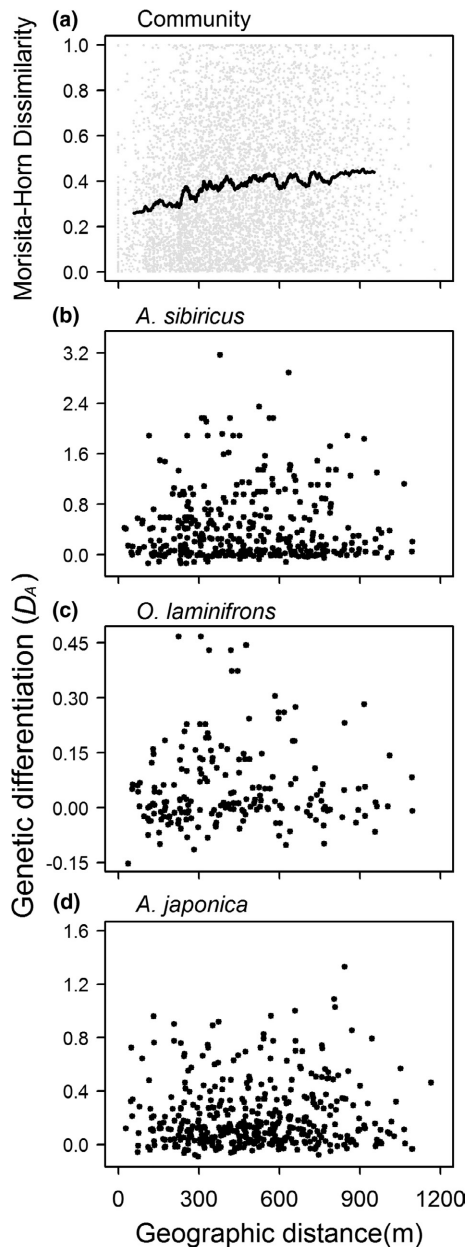 (a) Community
Morisita-Horn Dissimilarity
1.0
0.8
0.6
0.4
0.2
0.0
(b) A. sibiricus
3.2
2.4
1.6
0.8
0.0
Genetic differentiation (DA)
(c) O. laminifrons
0.45
0.30
0.15
0.00
-0.15
(d) A. japonica
1.6
1.2
0.8
0.4
0.0
0 300 600 900 1200
Geographic distance(m)